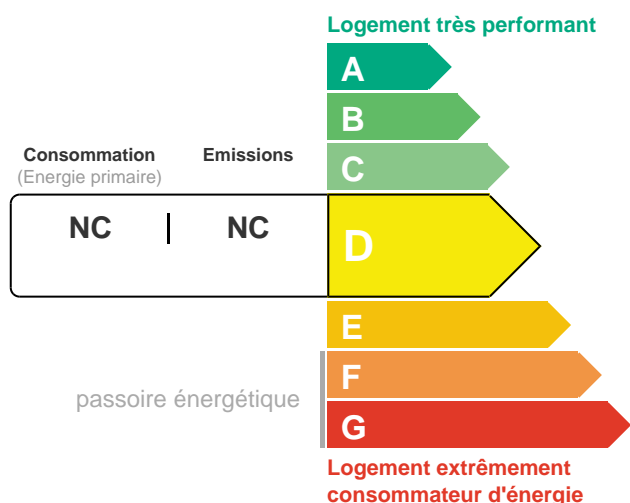 Logement très performant
A
B
Consommation Emissions
(Energie primaire)
C
NC | NC
D
E
F
passoire énergétique
G
Logement extrêmement
consommateur d'énergie